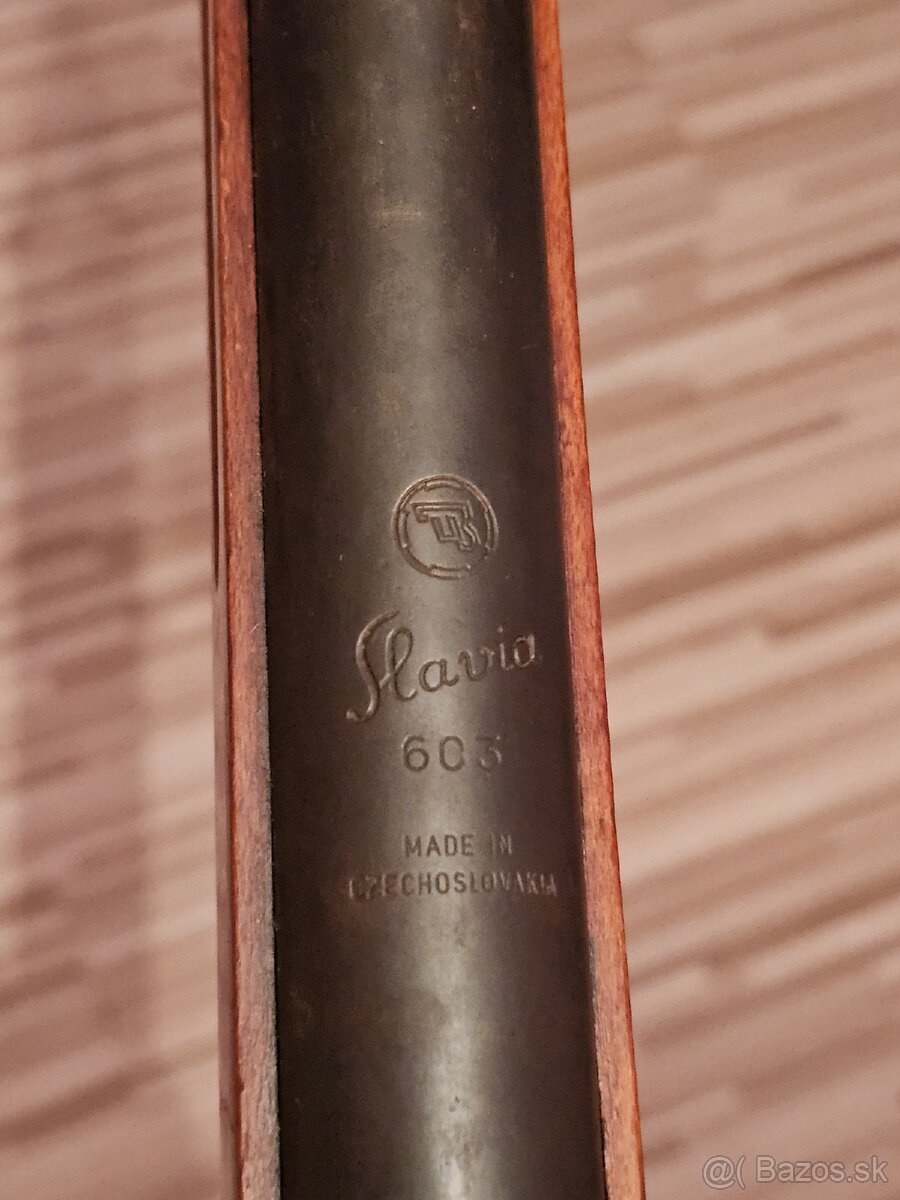 Slavia
603
MADE IN
CZECHOSLOVAKIA
@( Bazos.sk